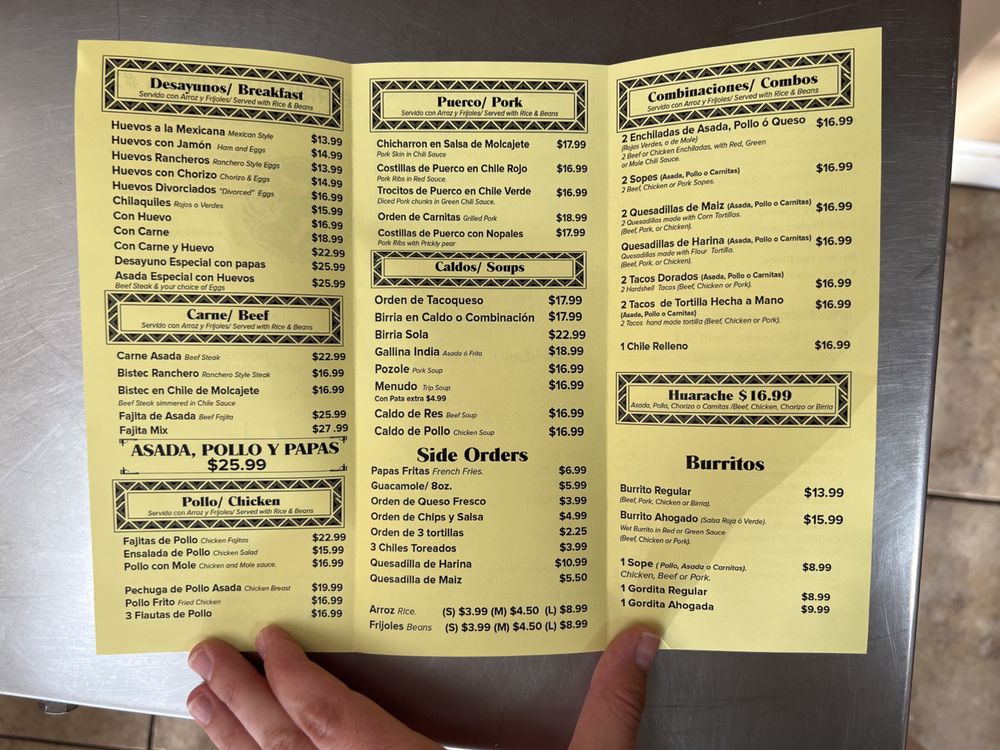 Desayunos/ Breakfast
Servido con Arroz y Frijoles/ Served with Rice & Beans
Huevos a la Mexicana Mexican Style $13.99
Huevos con Jamón Ham and Eggs $14.99
Huevos Rancheros Ranchero Style Eggs $13.99
Huevos con Chorizo Chorizo & Eggs $14.99
Huevos Divorciados "Divorced" Eggs $16.99
Chilaquiles Rojos o Verdes $15.99
Con Huevo $16.99
Con Carne $18.99
Con Carne y Huevo $22.99
Desayuno Especial con papas $25.99
Asada Especial con Huevos $25.99
Beef Steak & your choice of Eggs
Carne/ Beef
Servido con Arroz y Frijoles/ Served with Rice & Beans
Carne Asada Beef Steak $22.99
Bistec Ranchero Ranchero Style Steak $16.99
Bistec en Chile de Molcajete $16.99
Beef Steak simmered in Chile Sauce
Fajita de Asada Beef Fajita $25.99
Fajita Mix $27.99
ASADA, POLLO Y PAPAS
$25.99
Pollo/ Chicken
Servido con Arroz y Frijoles/ Served with Rice & Beans
Fajitas de Pollo Chicken Fajitas $22.99
Ensalada de Pollo Chicken Salad $15.99
Pollo con Mole Chicken and Mole sauce. $16.99
Pechuga de Pollo Asada Chicken Breast $19.99
Pollo Frito Fried Chicken $16.99
3 Flautas de Pollo $16.99
Puerco/ Pork
Servido con Arroz y Frijoles/ Served with Rice & Beans
Chicharron en Salsa de Molcajete $17.99
Pork Skin in Chili Sauce
Costillas de Puerco en Chile Rojo $16.99
Pork Ribs in Red Sauce.
Trocitos de Puerco en Chile Verde $16.99
Diced Pork chunks in Green Chili Sauce.
Orden de Carnitas Grilled Pork $18.99
Costillas de Puerco con Nopales $17.99
Pork Ribs with Prickly pear
Caldos/ Soups
Orden de Tacoqueso $17.99
Birria en Caldo o Combinación $17.99
Birria Sola $22.99
Gallina India Asada ó Frita $18.99
Pozole Pork Soup $16.99
Menudo Trip Soup $16.99
Con Pata extra $4.99
Caldo de Res Beef Soup $16.99
Caldo de Pollo Chicken Soup $16.99
Side Orders
Papas Fritas French Fries. $6.99
Guacamole/ 8oz. $5.99
Orden de Queso Fresco $3.99
Orden de Chips y Salsa $4.99
Orden de 3 tortillas $2.25
3 Chiles Toreados $3.99
Quesadilla de Harina $10.99
Quesadilla de Maiz $5.50
Arroz Rice. (S) $3.99 (M) $4.50 (L) $8.99
Frijoles Beans (S) $3.99 (M) $4.50 (L) $8.99
Combinaciones/ Combos
Servido con Arroz y Frijoles/ Served with Rice & Beans
2 Enchiladas de Asada, Pollo ó Queso $16.99
(Rojas Verdes, o de Mole)
2 Beef or Chicken Enchiladas, with Red, Green
or Mole Chili Sauce.
2 Sopes (Asada, Pollo o Carnitas) $16.99
2 Beef, Chicken or Pork Sopes.
2 Quesadillas de Maiz (Asada, Pollo o Carnitas) $16.99
2 Quesadillas made with Corn Tortillas.
(Beef, Pork, or Chicken).
Quesadillas de Harina (Asada, Pollo o Carnitas) $16.99
Quesadillas made with Flour Tortilla.
(Beef, Pork, or Chicken).
2 Tacos Dorados (Asada, Pollo o Carnitas) $16.99
2 Hardshell Tacos (Beef, Chicken or Pork).
2 Tacos de Tortilla Hecha a Mano $16.99
(Asada, Pollo o Carnitas)
2 Tacos hand made tortilla (Beef, Chicken or Pork).
1 Chile Relleno $16.99
Huarache $16.99
Asada, Pollo, Chorizo o Carnitas /Beef, Chicken, Chorizo or Birria
Burritos
Burrito Regular $13.99
(Beef, Pork, Chicken or Birria).
Burrito Ahogado (Salsa Roja ó Verde). $15.99
Wet Burrito in Red or Green Sauce
(Beef, Chicken or Pork).
1 Sope ( Pollo, Asada o Carnitas). $8.99
Chicken, Beef or Pork.
1 Gordita Regular $8.99
1 Gordita Ahogada $9.99